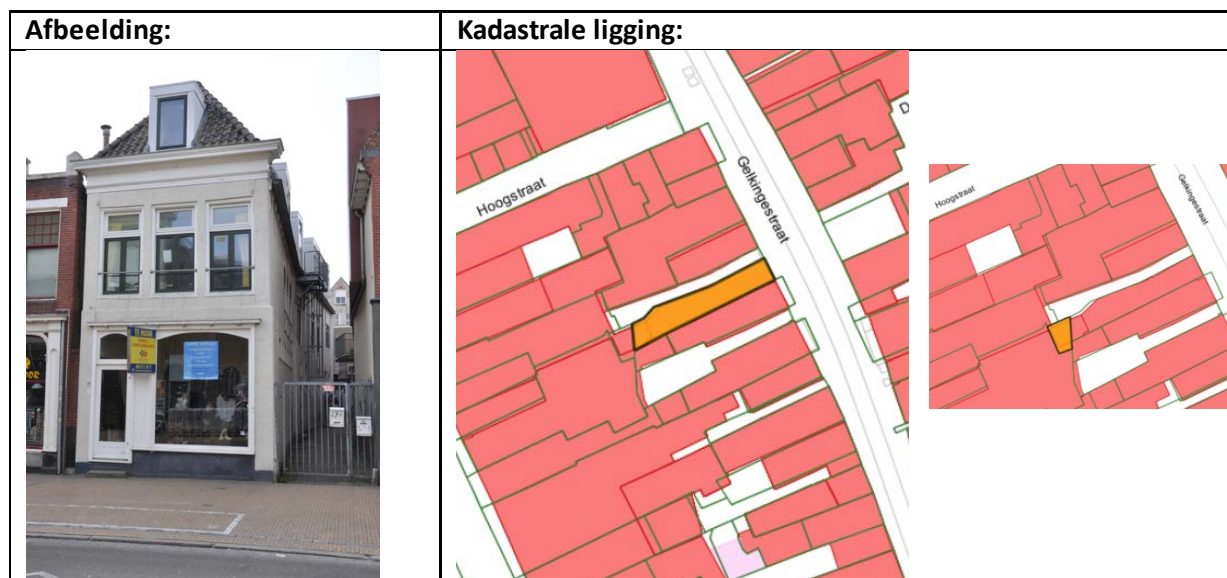 Afbeelding:
Kadastrale ligging:
TE HUUR
Hoogstraat
Gelkingestraat
D
Hoogstraat
Gelkingestraat